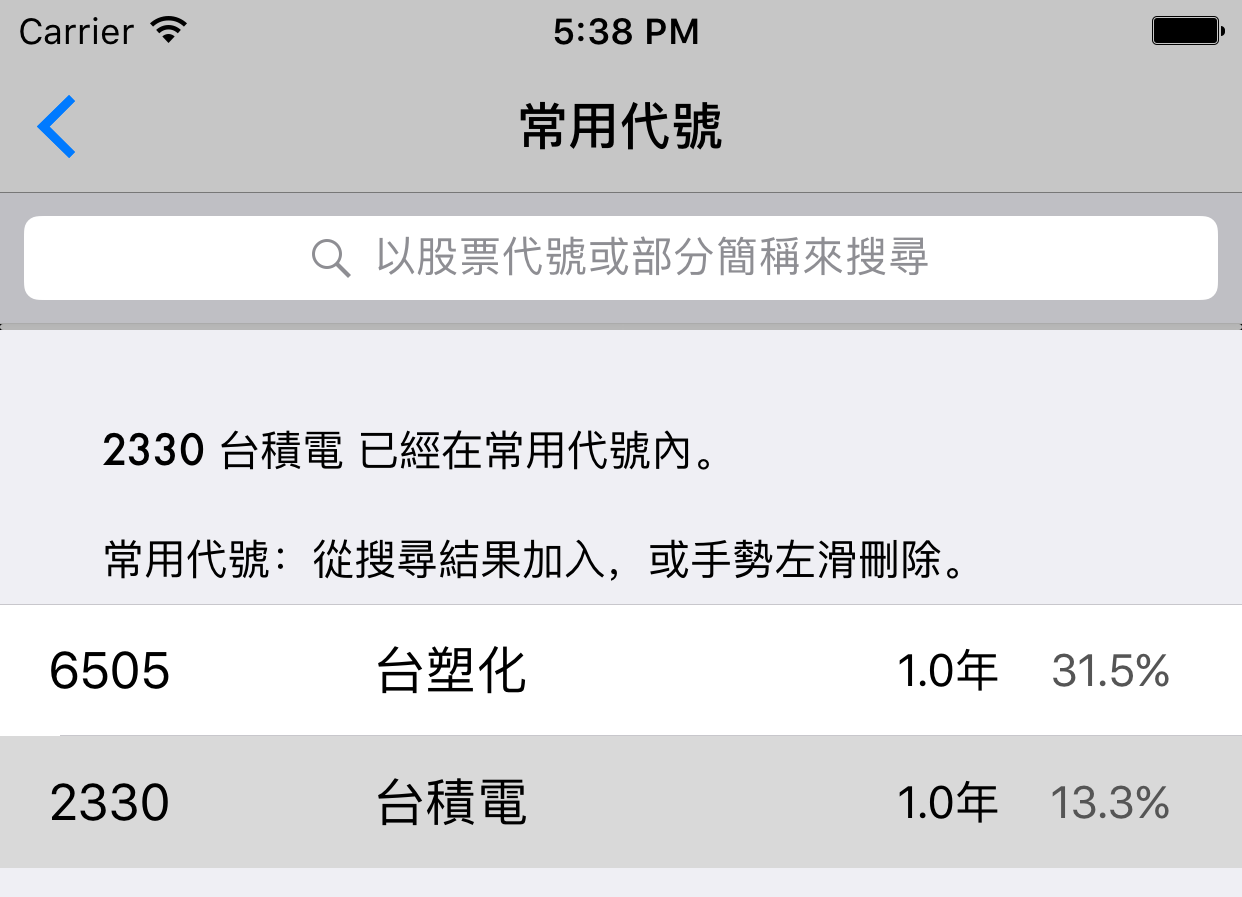 Carrier 5:38 PM
常用代號
以股票代號或部分簡稱來搜尋
2330 台積電 已經在常用代號內。
常用代號：從搜尋結果加入，或手勢左滑刪除。
6505 台塑化 1.0年 31.5%
2330 台積電 1.0年 13.3%